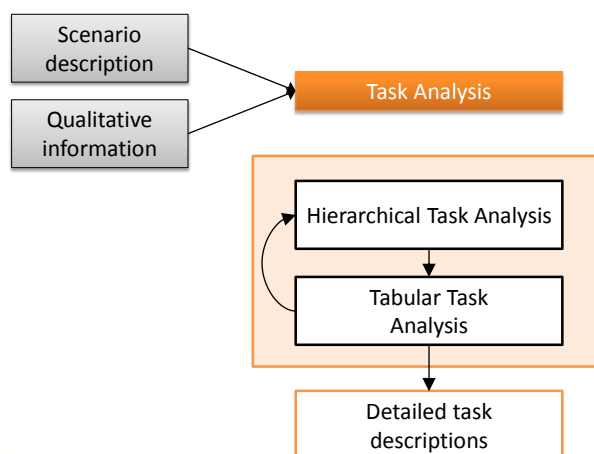 Scenario
description
Task Analysis
Qualitative
information
Hierarchical Task Analysis
Tabular Task
Analysis
Detailed task
descriptions